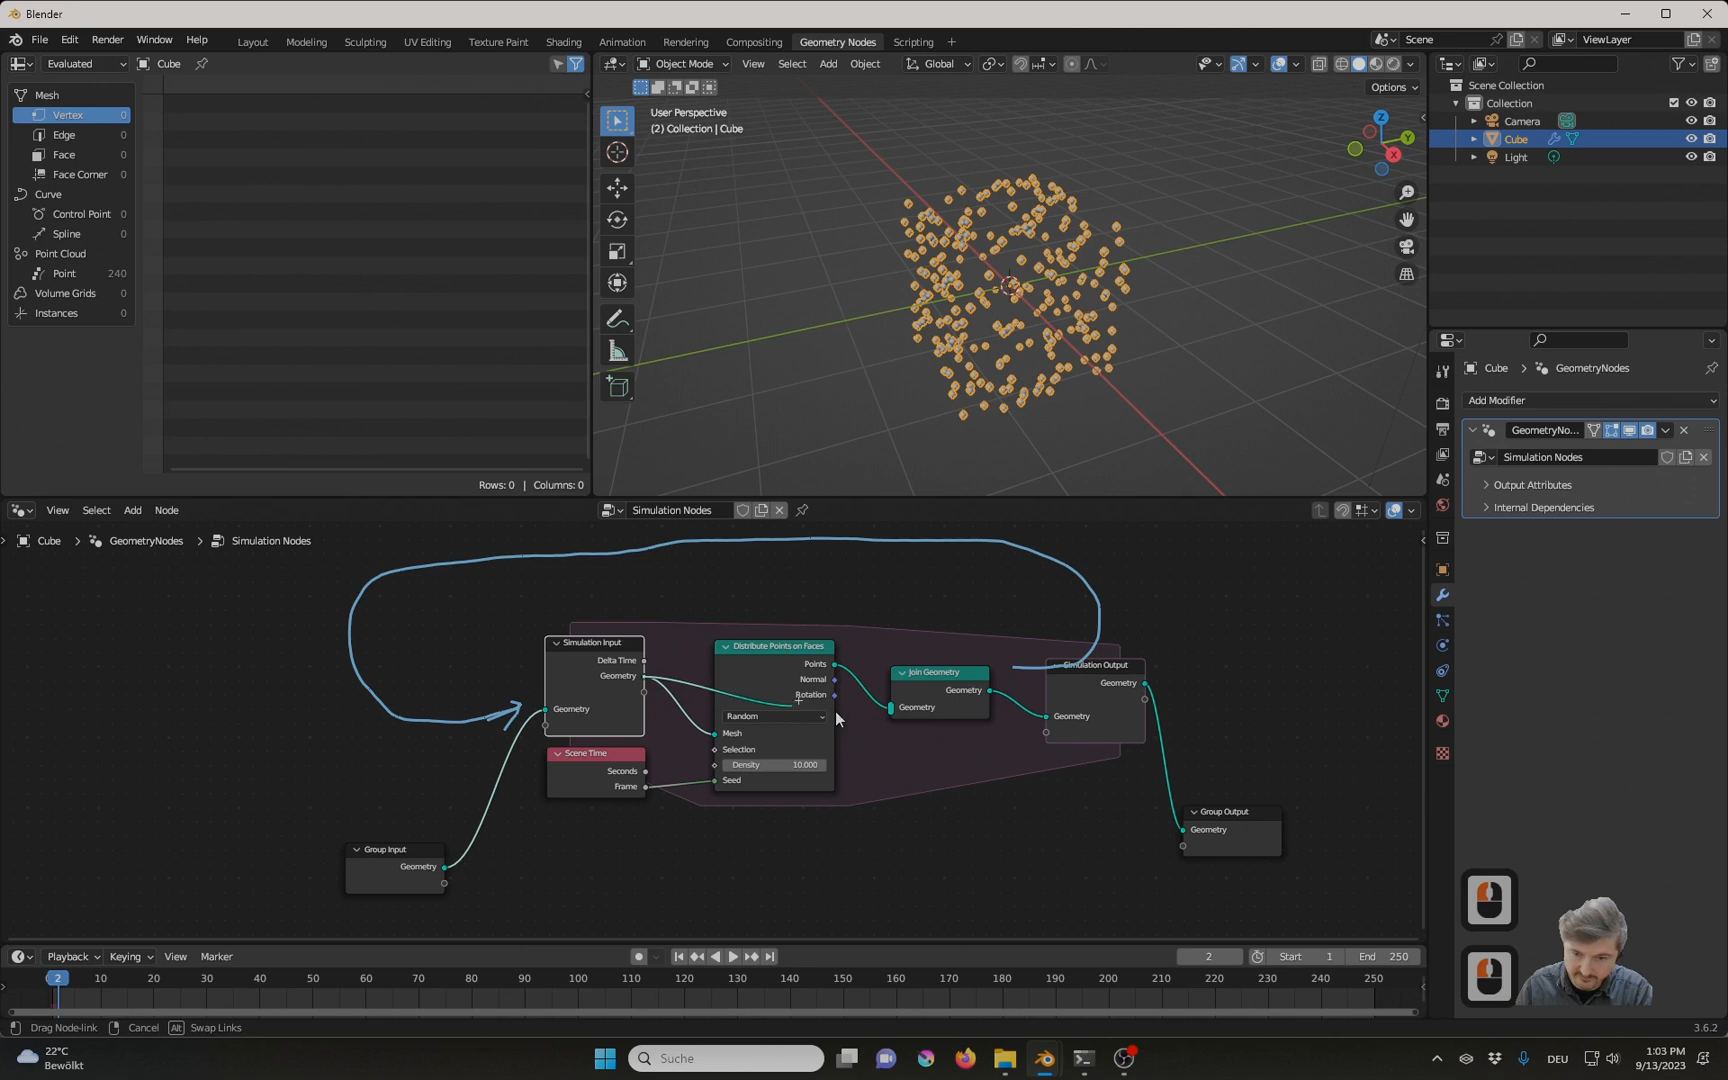 Blender
File Edit Render Window Help
Layout Modeling Sculpting UV Editing Texture Paint Shading Animation Rendering Compositing Geometry Nodes Scripting +
Scene ViewLayer
Evaluated Cube
Object Mode View Select Add Object Global
Options
Mesh
Vertex 0
Edge 0
Face 0
Face Corner 0
Curve
Control Point 0
Spline 0
Point Cloud
Point 240
Volume Grids 0
Instances 0
Rows: 0 | Columns: 0
User Perspective
(2) Collection | Cube
Z
Y
X
Scene Collection
Collection
Camera
Cube
Light
Cube > GeometryNodes
Add Modifier
GeometryNo...
Simulation Nodes
Output Attributes
Internal Dependencies
View Select Add Node
Simulation Nodes
Cube > GeometryNodes > Simulation Nodes
Simulation Input
Delta Time
Geometry
Geometry
Scene Time
Seconds
Frame
Distribute Points on Faces
Points
Normal
Rotation
Random
Mesh
Selection
Density 10.000
Seed
Join Geometry
Geometry
Geometry
Simulation Output
Geometry
Geometry
Group Input
Geometry
Group Output
Geometry
Playback Keying View Marker
2 Start 1 End 250
2 10 20 30 40 50 60 70 80 90 100 110 120 130 140 150 160 170 180 190 200 210 220 230 240 250
Drag Node-link Cancel Alt Swap Links
3.6.2
22°C
Bewölkt
Suche
DEU
1:03 PM
9/13/2023